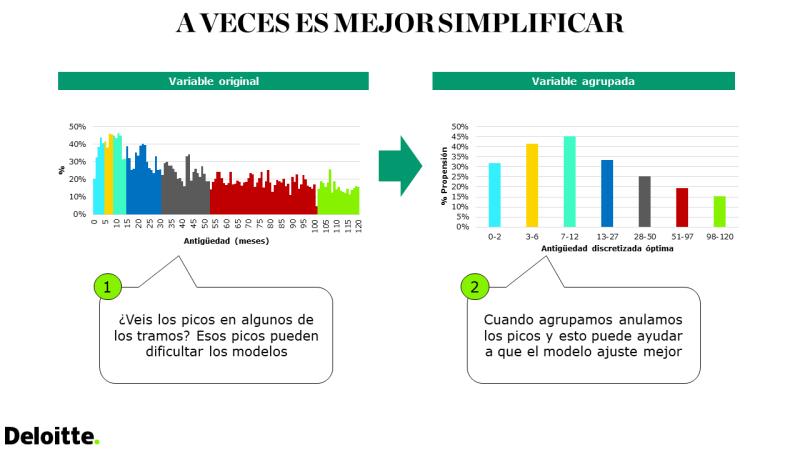 A VECES ES MEJOR SIMPLIFICAR
Variable original
50%
40%
30%
20%
10%
0%
%
0 5 10 15 20 25 30 35 40 45 50 55 60 65 70 75 80 85 90 95 100 105 110 115 120
Antigüedad (meses)
1
¿Veis los picos en algunos de
los tramos? Esos picos pueden
dificultar los modelos
Variable agrupada
50%
45%
40%
35%
30%
25%
20%
15%
10%
5%
0%
% Propensión
0-2 3-6 7-12 13-27 28-50 51-97 98-120
Antigüedad discretizada óptima
2
Cuando agrupamos anulamos
los picos y esto puede ayudar
a que el modelo ajuste mejor
Deloitte.